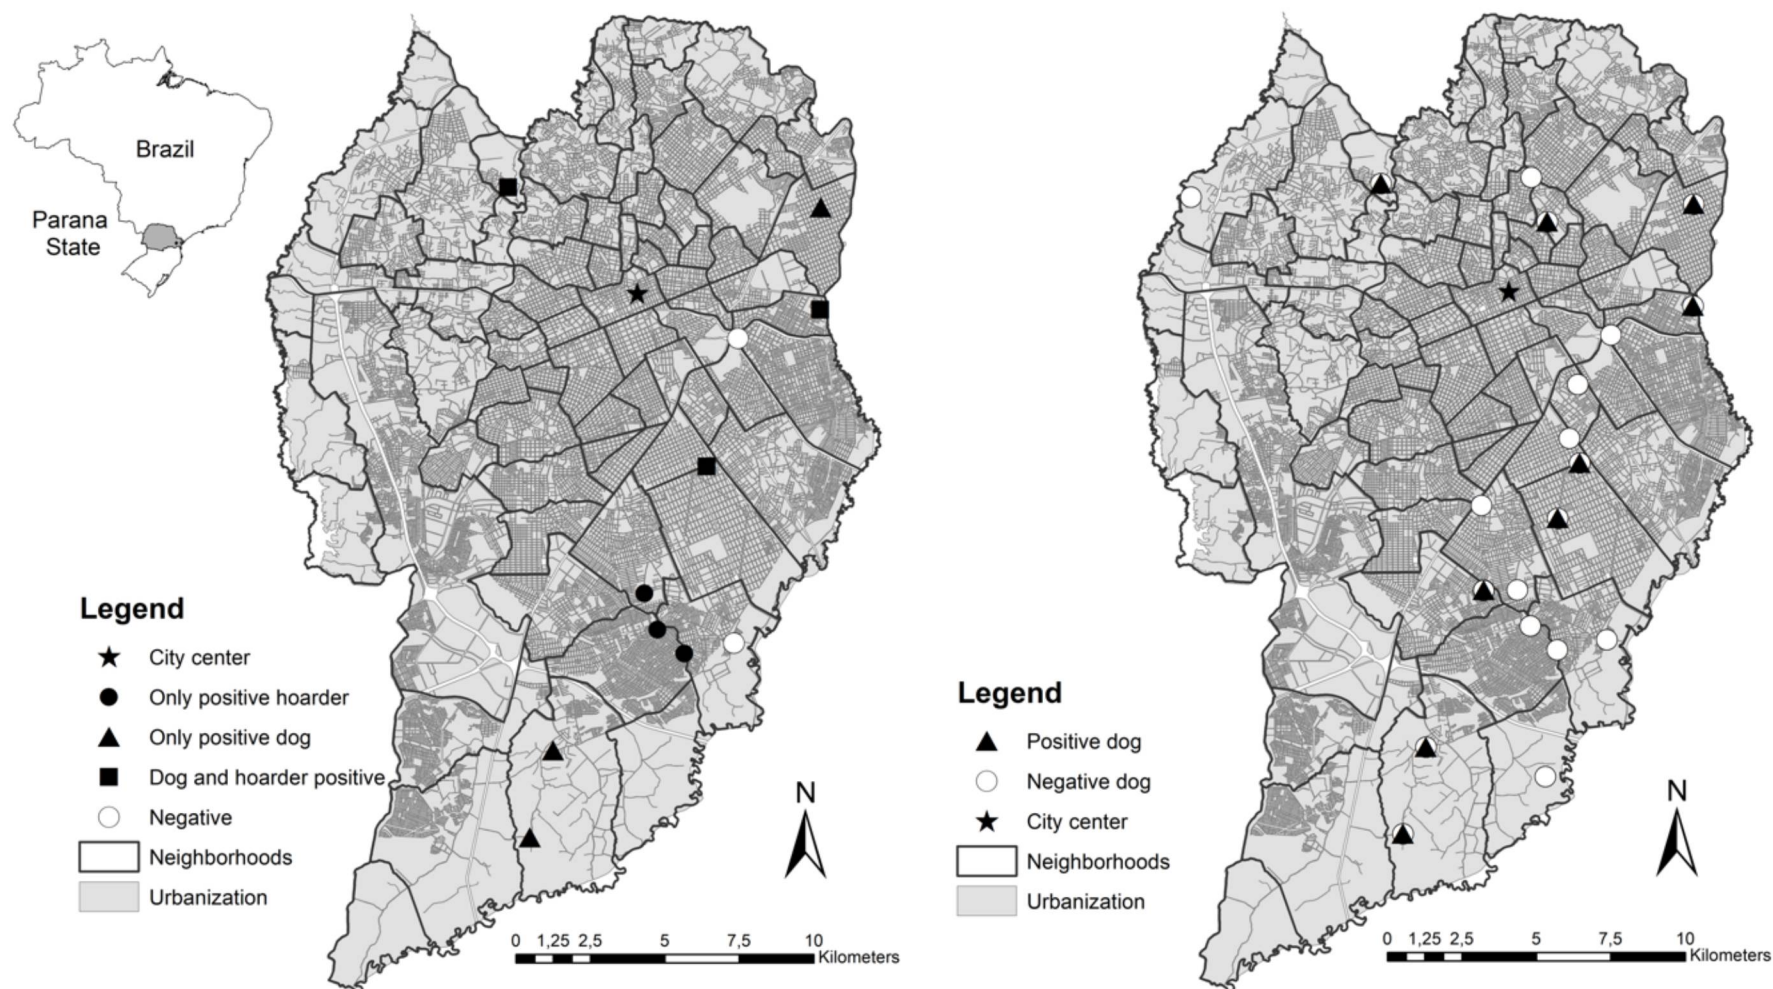 Brazil
Parana
State
Legend
City center
Only positive hoarder
Only positive dog
Dog and hoarder positive
Negative
Neighborhoods
Urbanization
N
0 1,25 2,5 5 7,5 10
Kilometers
Legend
Positive dog
Negative dog
City center
Neighborhoods
Urbanization
N
0 1,25 2,5 5 7,5 10
Kilometers